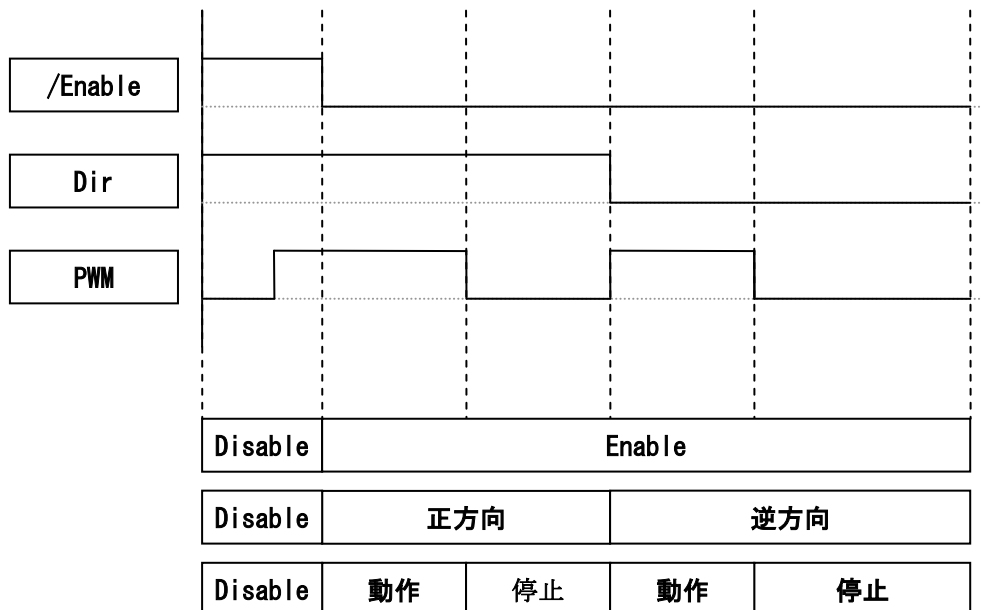 /Enable
Dir
PWM
Disable Enable
Disable 正方向 逆方向
Disable 動作 停止 動作 停止